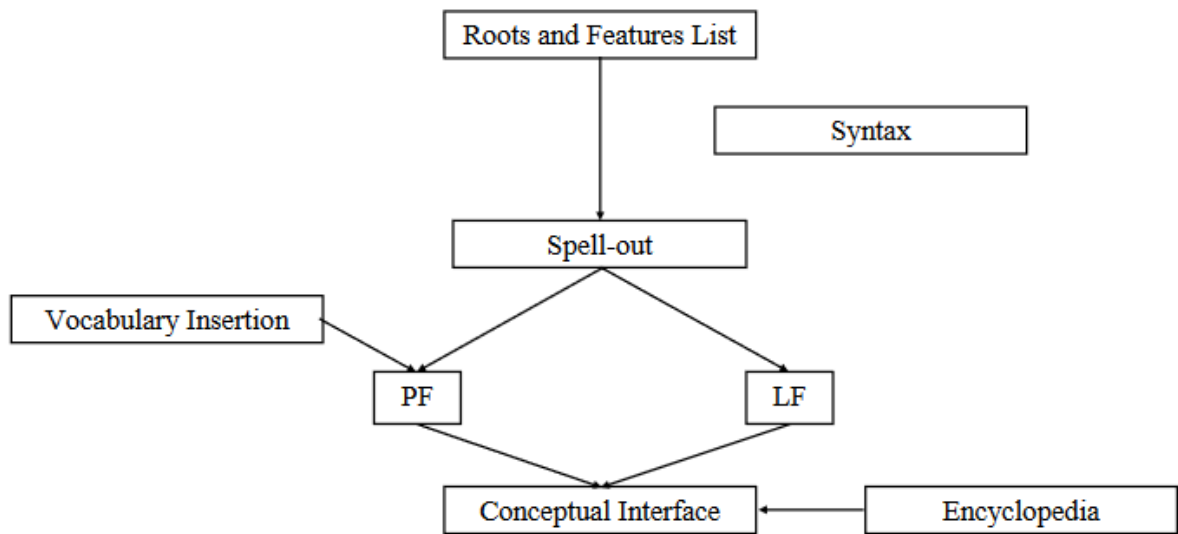 Roots and Features List
Syntax
Spell-out
Vocabulary Insertion
PF
LF
Conceptual Interface
Encyclopedia